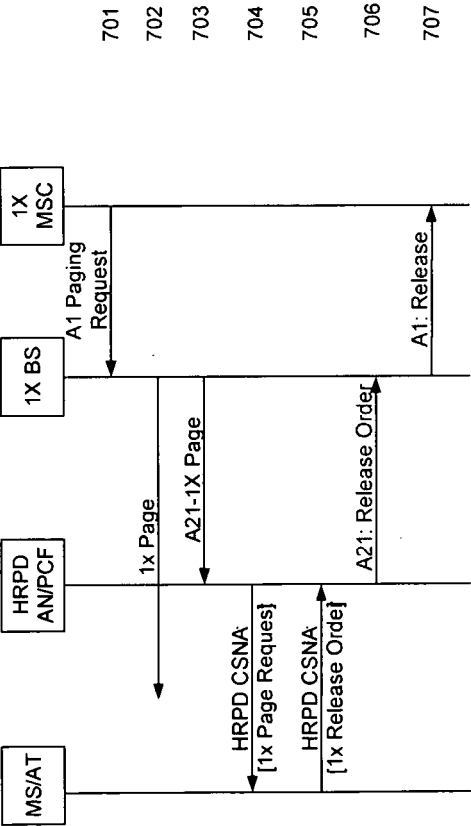 MS/AT
HRPD
AN/PCF
1X BS
1X
MSC
A1 Paging
Request
701
1x Page
702
A21-1X Page
703
HRPD CSNA
[1x Page Request]
704
HRPD CSNA
[1x Release Order]
705
A21: Release Order
706
A1: Release
707